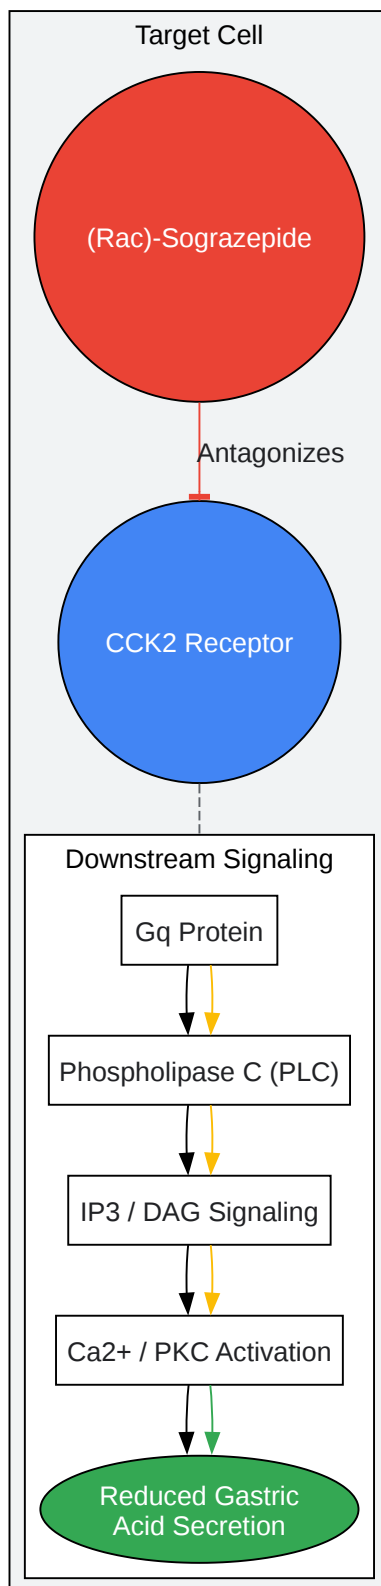 Target Cell
(Rac)-Sograzepide
Antagonizes
CCK2 Receptor
Downstream Signaling
Gq Protein
Phospholipase C (PLC)
IP3 / DAG Signaling
Ca2+ / PKC Activation
Reduced Gastric
Acid Secretion